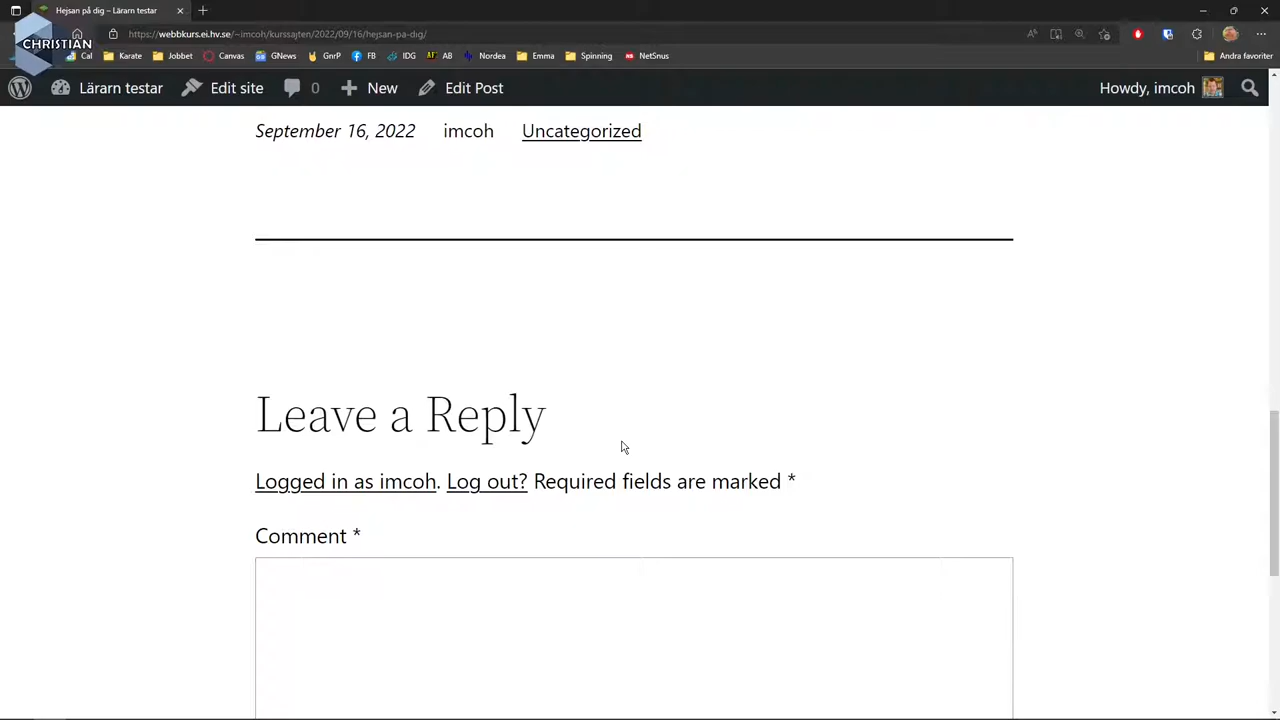 Hejsan på dig – Lärarn testar
CHRISTIAN
https://webbkurs.ei.hv.se/~imcoh/kurssajten/2022/09/16/hejsan-pa-dig/
Cal Karate Jobbet Canvas GNews GnrP FB IDG AB Nordea Emma Spinning NetSnus Andra favoriter
Lärarn testar Edit site 0 New Edit Post Howdy, imcoh
September 16, 2022 imcoh Uncategorized
Leave a Reply
Logged in as imcoh. Log out? Required fields are marked *
Comment *